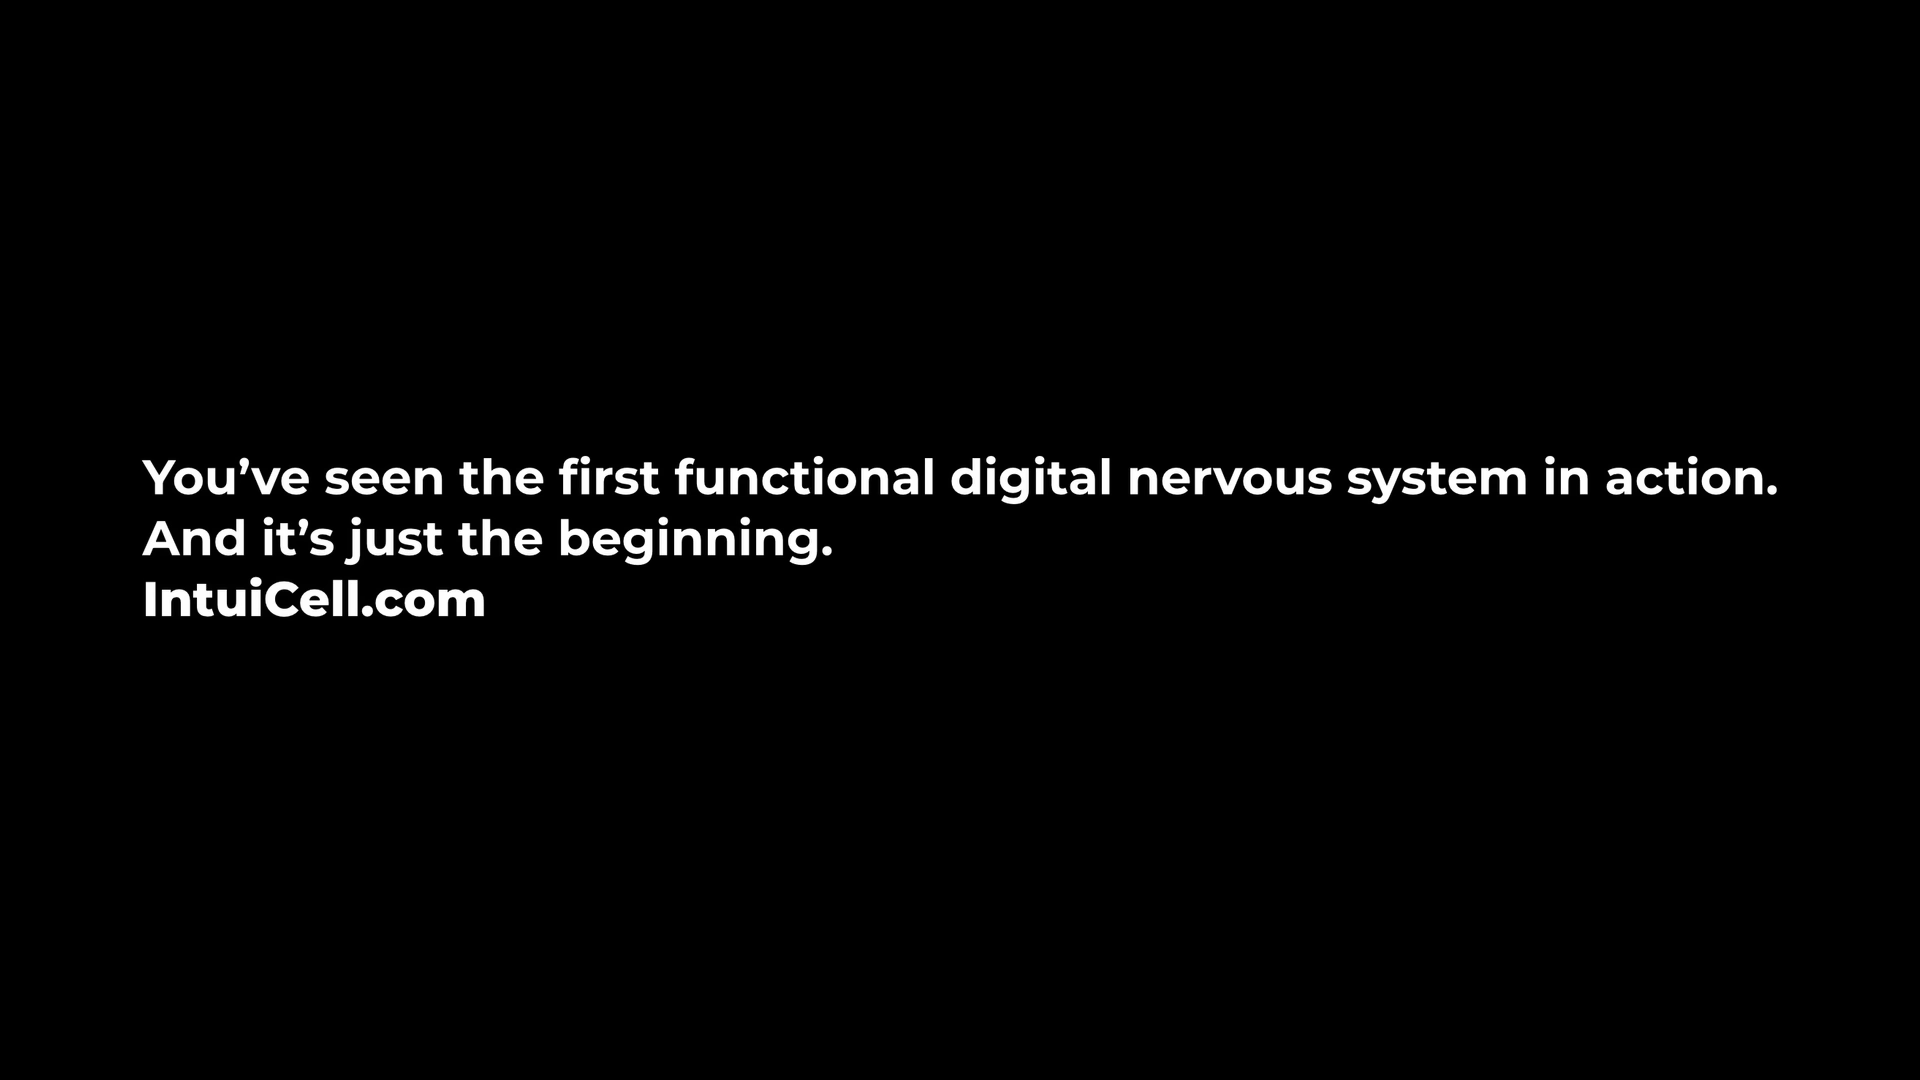 You’ve seen the first functional digital nervous system in action.
And it’s just the beginning.
IntuiCell.com